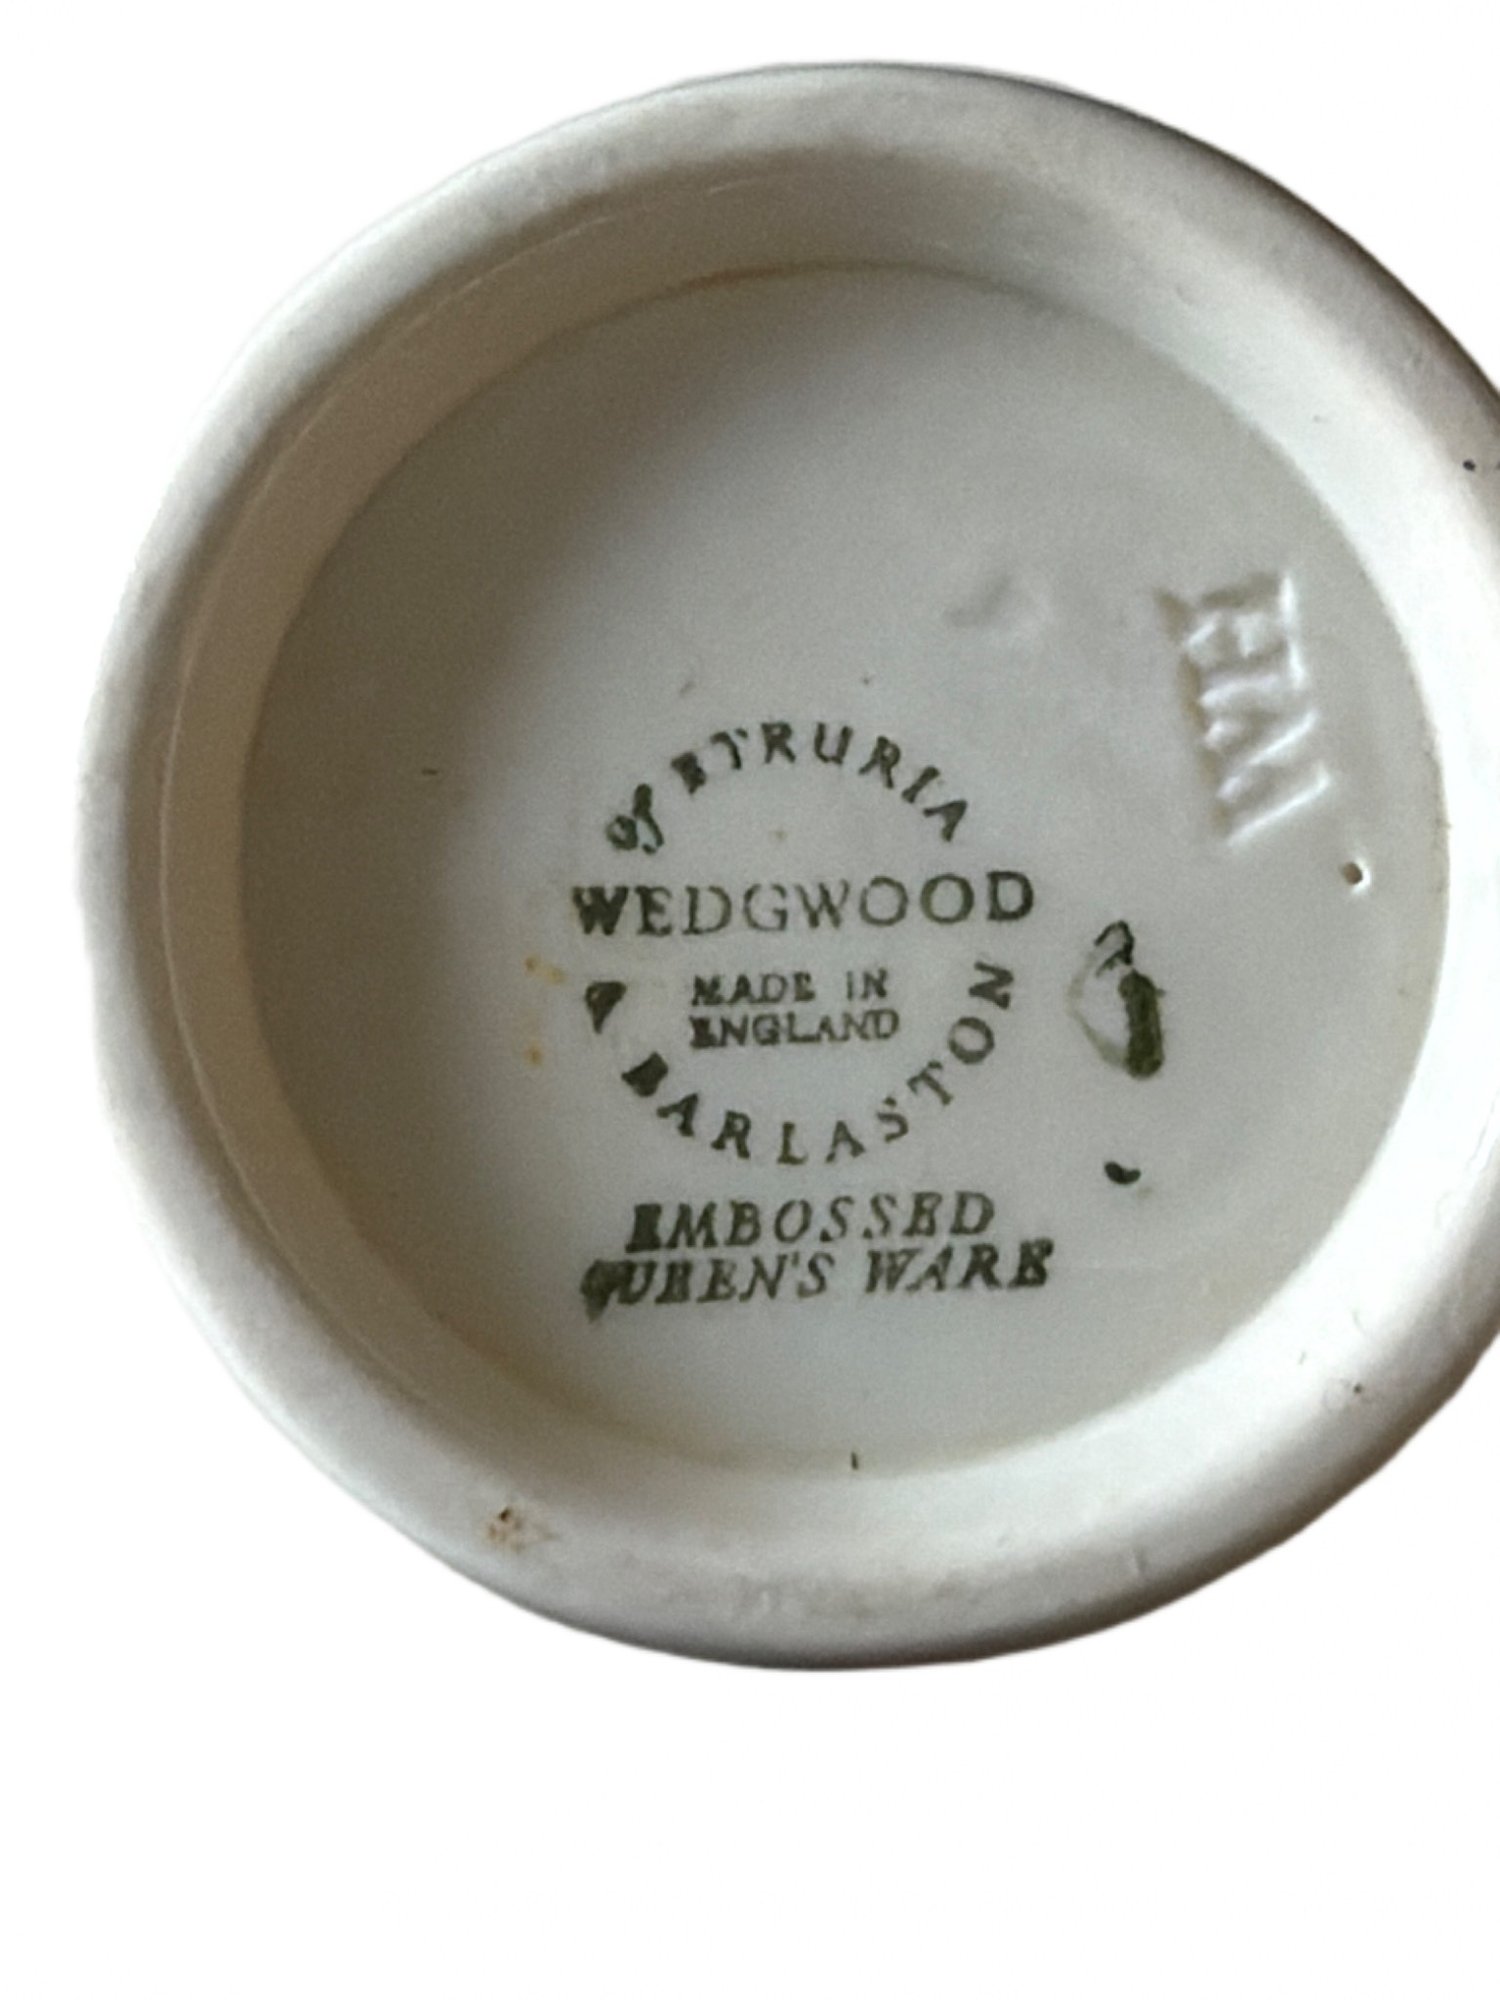 of ETRURIA
WEDGWOOD
MADE IN
ENGLAND
& BARLASTON
EMBOSSED
QUEEN'S WARE